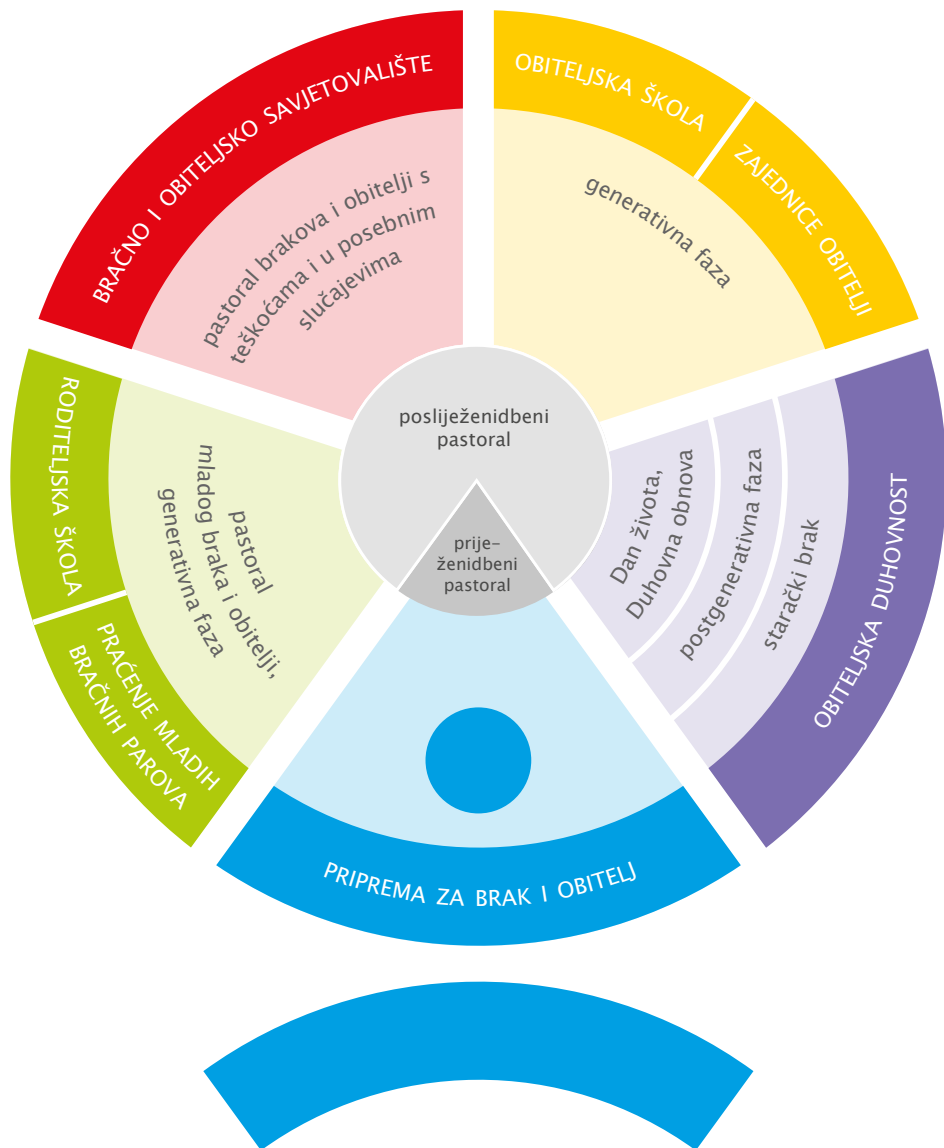 BRAČNO I OBITELJSKO SAVJETOVALIŠTE
pastoral brakova i obitelji s
teškoćama i u posebnim
slučajevima
OBITELJSKA ŠKOLA
ZAJEDNICE OBITELJI
generativna faza
posliježenidbeni
pastoral
prije-
ženidbeni
pastoral
RODITELJSKA ŠKOLA
PRAĆENJE MLADIH
BRAČNIH PAROVA
pastoral
mladog braka i obitelji,
generativna faza
Dan života,
Duhovna obnova
postgenerativna faza
starački brak
OBITELJSKA DUHOVNOST
PRIPREMA ZA BRAK I OBITELJ